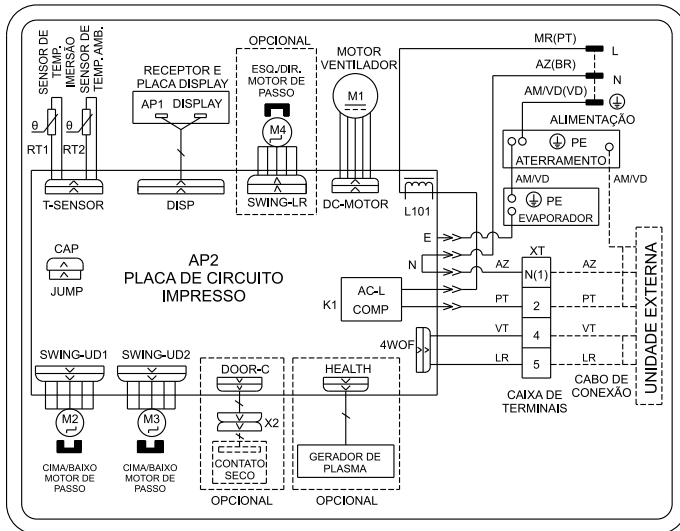 SENSOR DE
TEMP.
IMERSÃO
SENSOR DE
TEMP. AMB.
θ
RT1
θ
RT2
T-SENSOR
RECEPTOR E
PLACA DISPLAY
AP1 DISPLAY
DISP
OPCIONAL
ESQ./DIR.
MOTOR DE
PASSO
M4
SWING-LR
MOTOR
VENTILADOR
M1
DC-MOTOR
L101
MR(PT)
L
AZ(BR)
N
AM/VD(VD)
ALIMENTAÇÃO
PE
ATERRAMENTO
AM/VD
AM/VD
PE
EVAPORADOR
E
N
CAP
JUMP
AP2
PLACA DE CIRCUITO
IMPRESSO
K1
AC-L
COMP
XT
AZ
N(1)
AZ
PT
2
PT
4WOF
VT
4
VT
LR
5
LR
CAIXA DE
TERMINAIS
CABO DE
CONEXÃO
UNIDADE EXTERNA
SWING-UD1
M2
CIMA/BAIXO
MOTOR DE
PASSO
SWING-UD2
M3
CIMA/BAIXO
MOTOR DE
PASSO
DOOR-C
X2
CONTATO
SECO
OPCIONAL
HEALTH
GERADOR DE
PLASMA
OPCIONAL